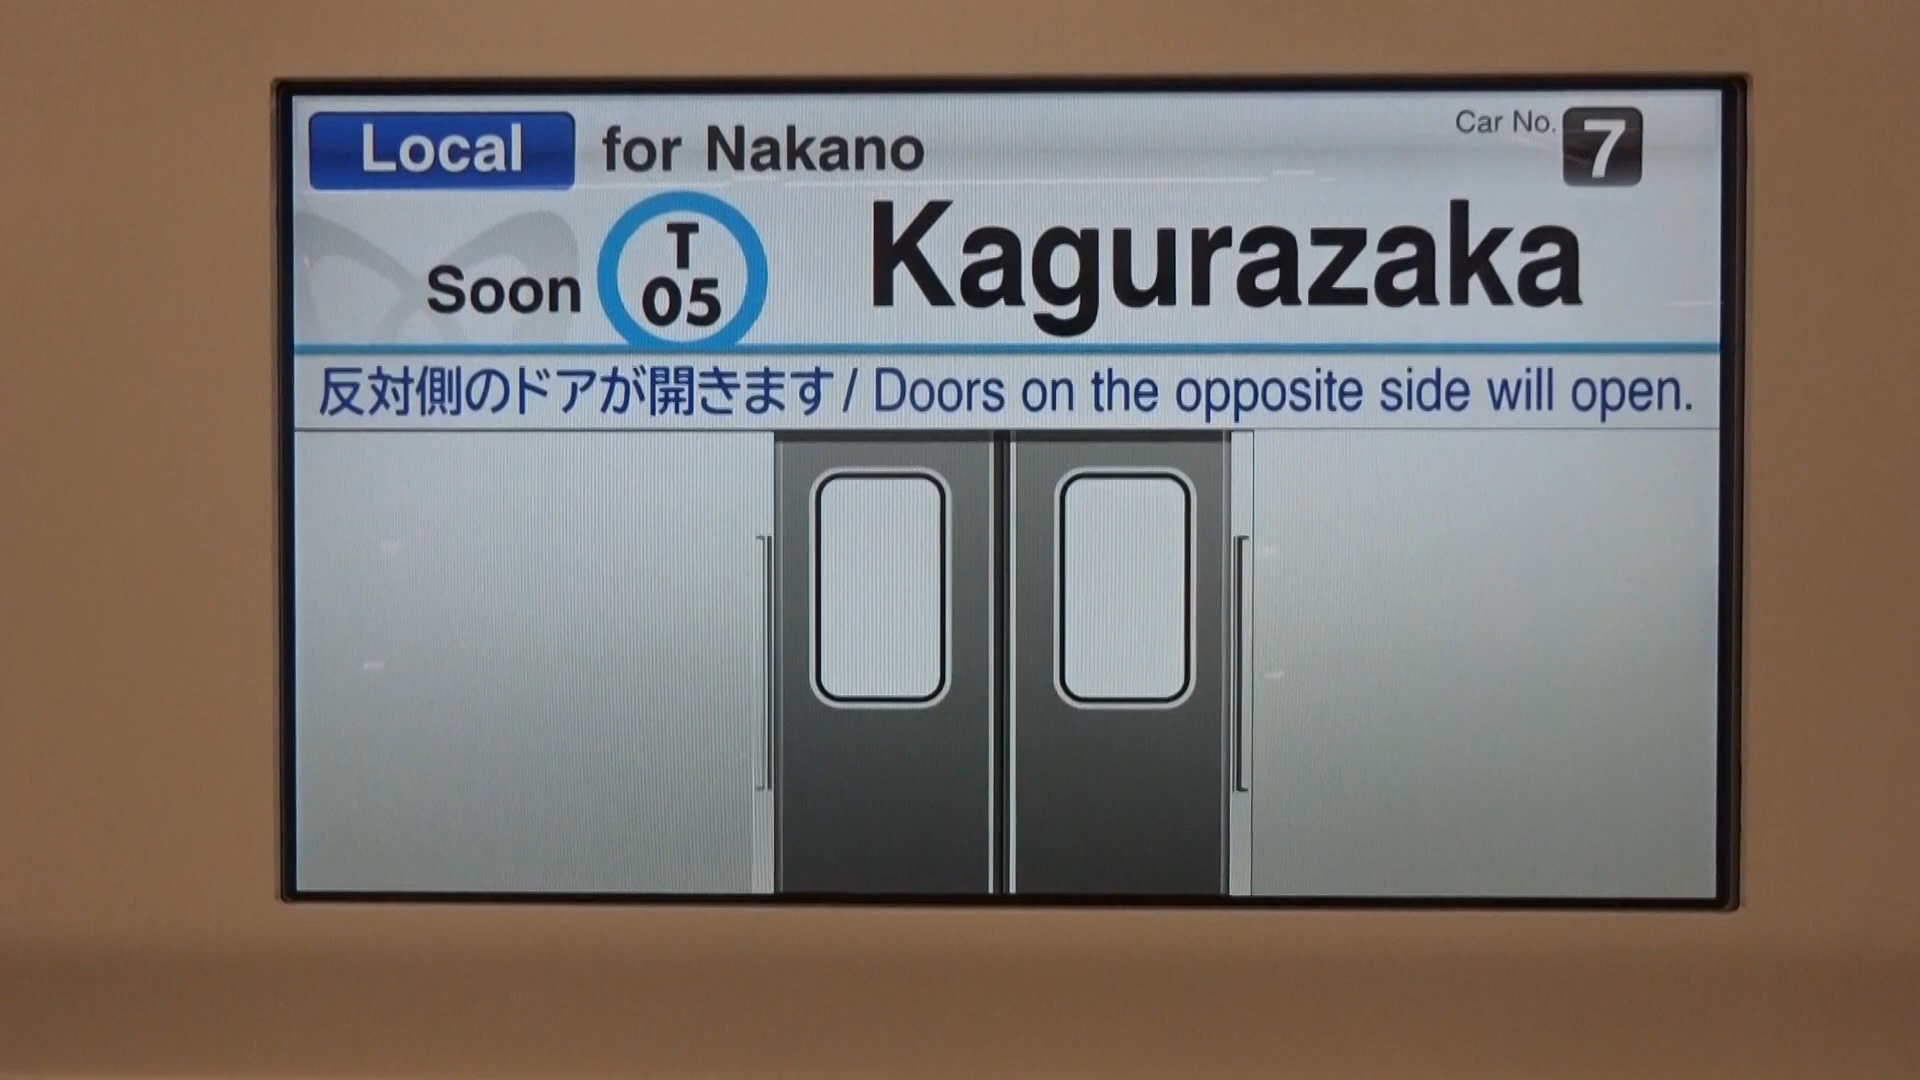 Local for Nakano
Car No. 7
Soon T 05 Kagurazaka
反対側のドアが開きます / Doors on the opposite side will open.